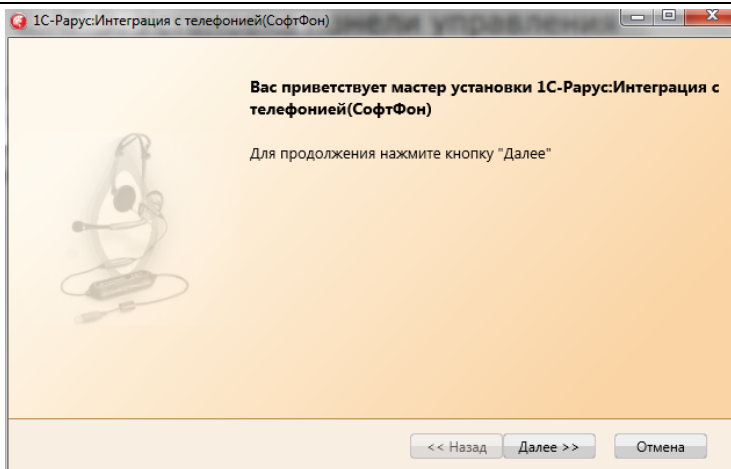 1С-Рарус:Интеграция с телефонией(СофтФон)
Вас приветствует мастер установки 1С-Рарус:Интеграция с
телефонией(СофтФон)
Для продолжения нажмите кнопку "Далее"
<< Назад Далее >> Отмена